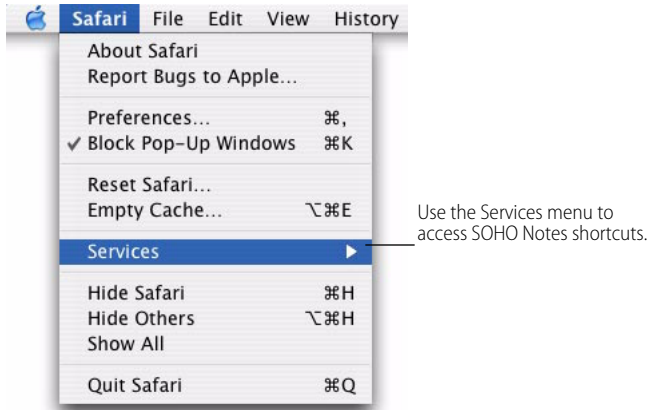 Safari File Edit View History
About Safari
Report Bugs to Apple...
Preferences... ⌘,
✓ Block Pop-Up Windows ⌘K
Reset Safari...
Empty Cache... ⌥⌘E
Services ▶
Hide Safari ⌘H
Hide Others ⌥⌘H
Show All
Quit Safari ⌘Q
Use the Services menu to
access SOHO Notes shortcuts.